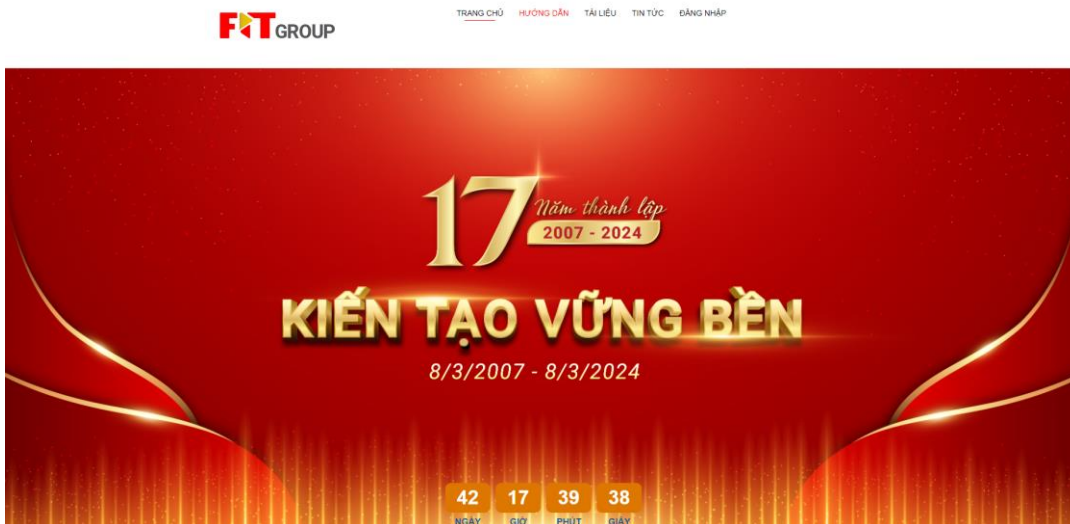 FIT GROUP
TRANG CHỦ HƯỚNG DẪN TÀI LIỆU TIN TỨC ĐĂNG NHẬP
17 Năm thành lập
2007 - 2024
KIẾN TẠO VỮNG BỀN
8/3/2007 - 8/3/2024
42 17 39 38
NGÀY GIỜ PHÚT GIÂY